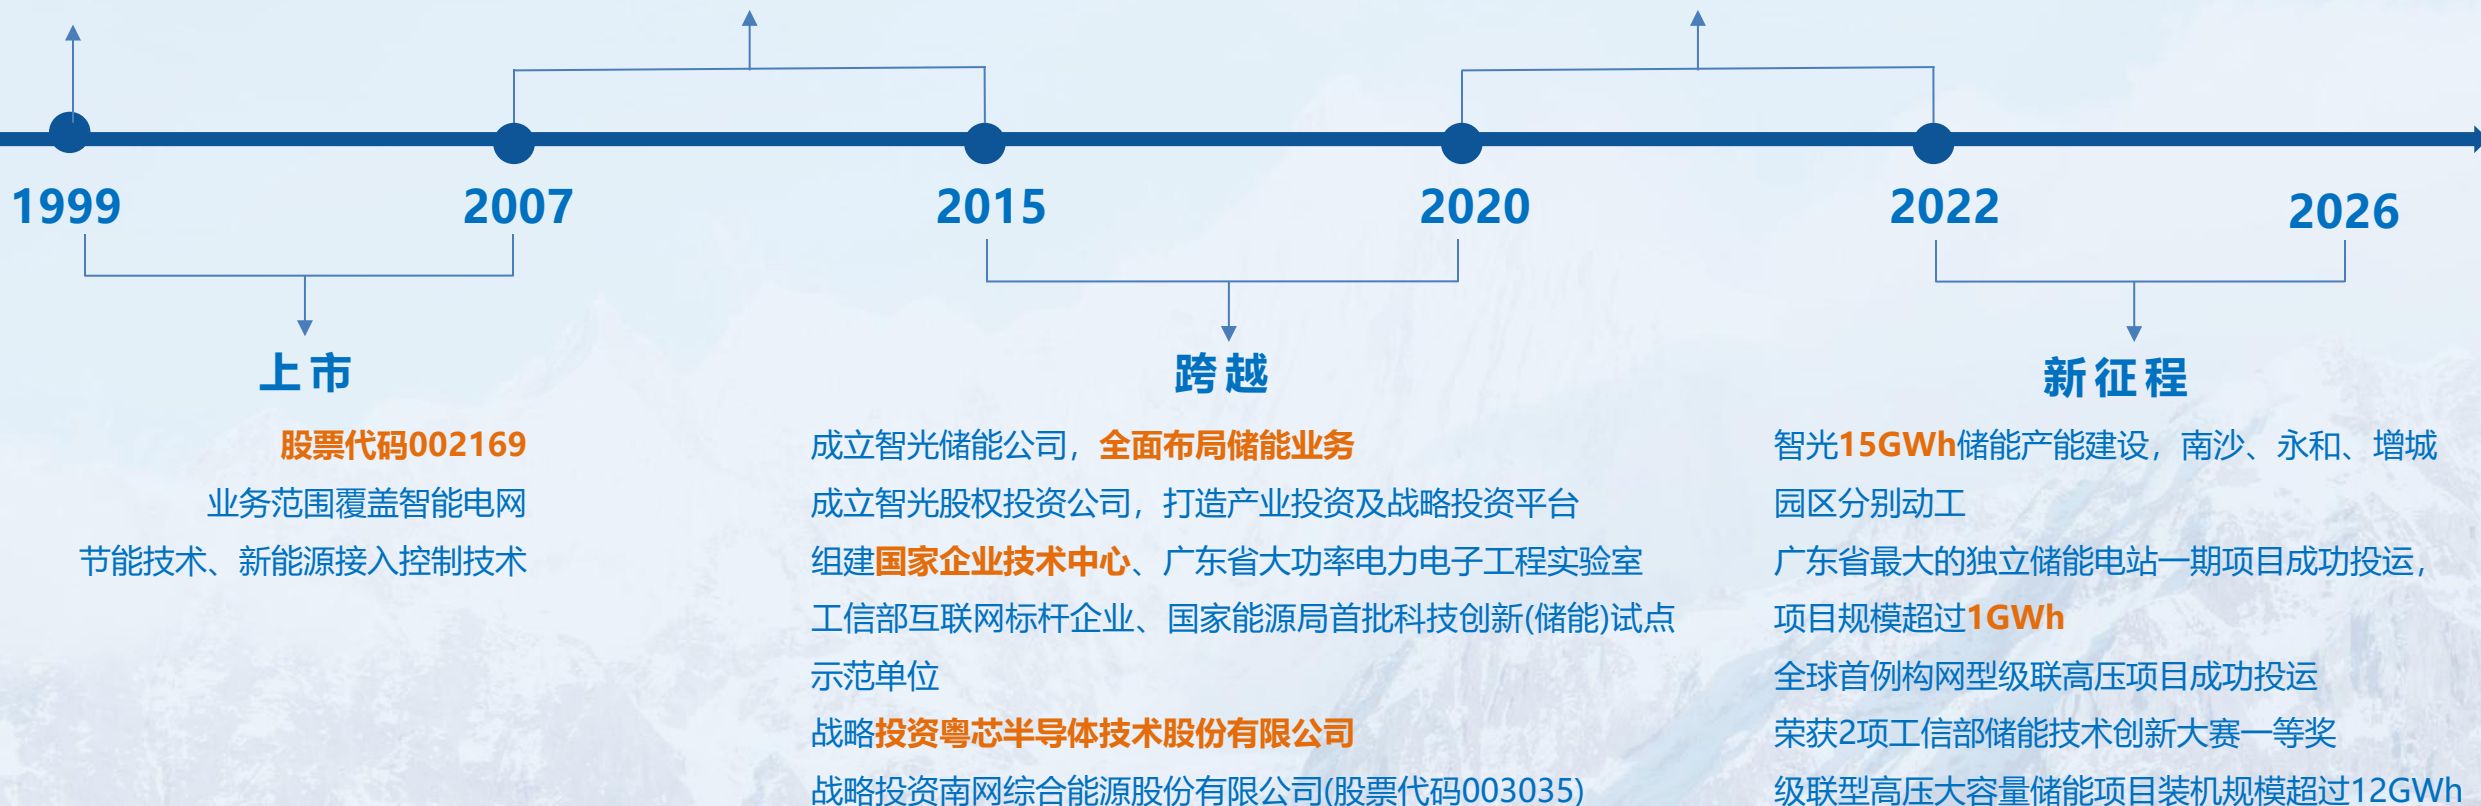 1999
2007
2015
2020
2022
2026
上市
股票代码002169
业务范围覆盖智能电网
节能技术、新能源接入控制技术
跨越
成立智光储能公司，全面布局储能业务
成立智光股权投资公司，打造产业投资及战略投资平台
组建国家企业技术中心、广东省大功率电力电子工程实验室
工信部互联网标杆企业、国家能源局首批科技创新(储能)试点
示范单位
战略投资粤芯半导体技术股份有限公司
战略投资南网综合能源股份有限公司(股票代码003035)
新征程
智光15GWh储能产能建设，南沙、永和、增城
园区分别动工
广东省最大的独立储能电站一期项目成功投运，
项目规模超过1GWh
全球首例构网型级联高压项目成功投运
荣获2项工信部储能技术创新大赛一等奖
级联型高压大容量储能项目装机规模超过12GWh